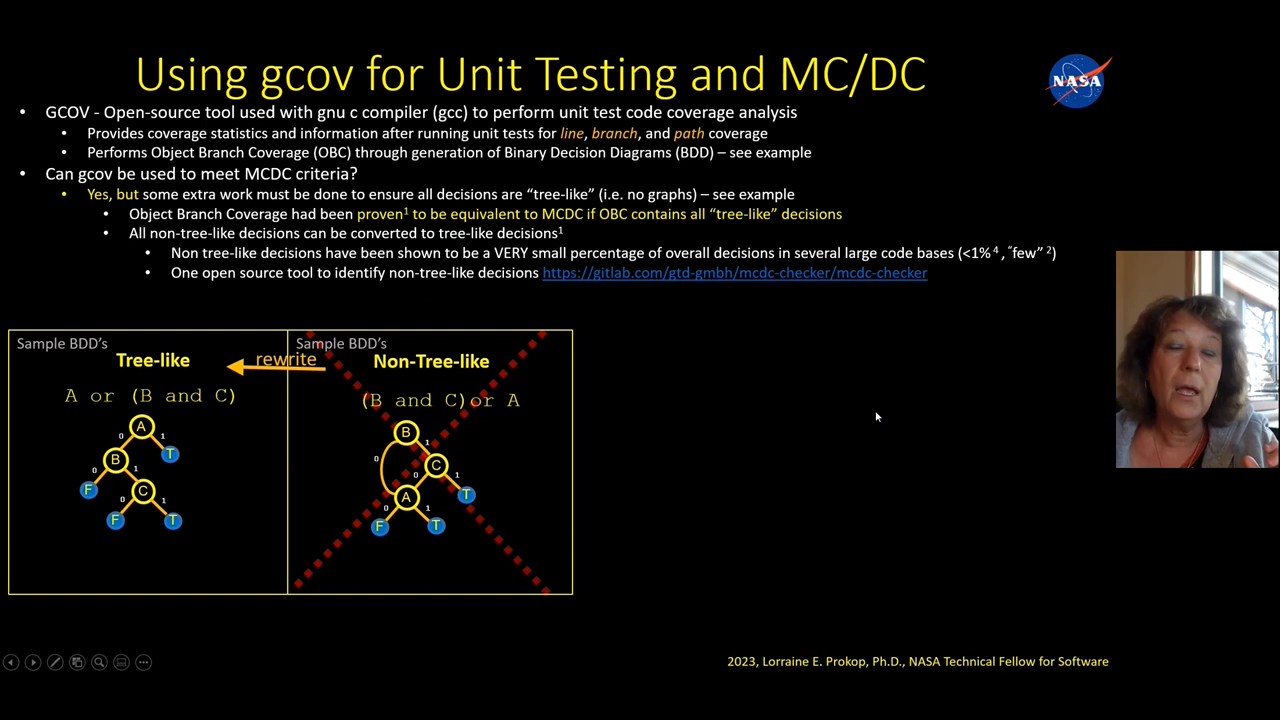 Using gcov for Unit Testing and MC/DC
NASA
• GCOV - Open-source tool used with gnu c compiler (gcc) to perform unit test code coverage analysis
• Provides coverage statistics and information after running unit tests for line, branch, and path coverage
• Performs Object Branch Coverage (OBC) through generation of Binary Decision Diagrams (BDD) – see example
• Can gcov be used to meet MCDC criteria?
• Yes, but some extra work must be done to ensure all decisions are “tree-like” (i.e. no graphs) – see example
• Object Branch Coverage had been proven¹ to be equivalent to MCDC if OBC contains all “tree-like” decisions
• All non-tree-like decisions can be converted to tree-like decisions¹
• Non tree-like decisions have been shown to be a VERY small percentage of overall decisions in several large code bases (<1% ⁴ , “few” ²)
• One open source tool to identify non-tree-like decisions https://gitlab.com/gtd-gmbh/mcdc-checker/mcdc-checker
Sample BDD’s
Tree-like
A or (B and C)
A
0 1
B T
0 1
F C
0 1
F T
rewrite
Sample BDD’s
Non-Tree-like
(B and C)or A
B
1
0 C
0 1
A T
0 1
F T
2023, Lorraine E. Prokop, Ph.D., NASA Technical Fellow for Software